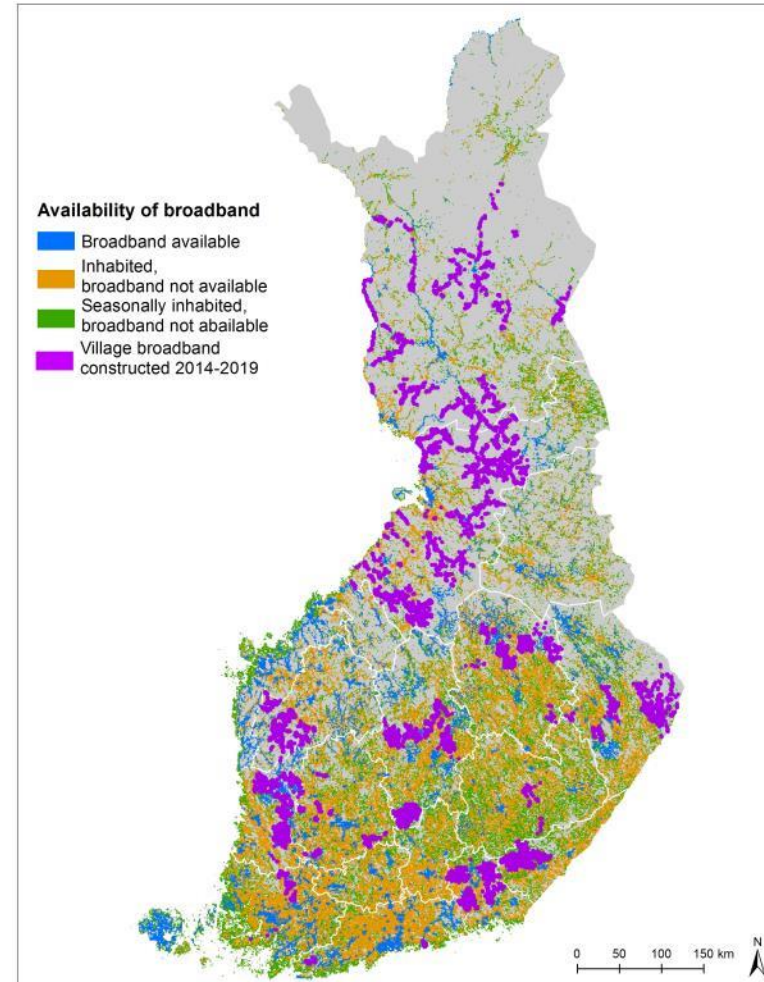 Availability of broadband
Broadband available
Inhabited,
broadband not available
Seasonally inhabited,
broadband not abailable
Village broadband
constructed 2014-2019
0 50 100 150 km
N